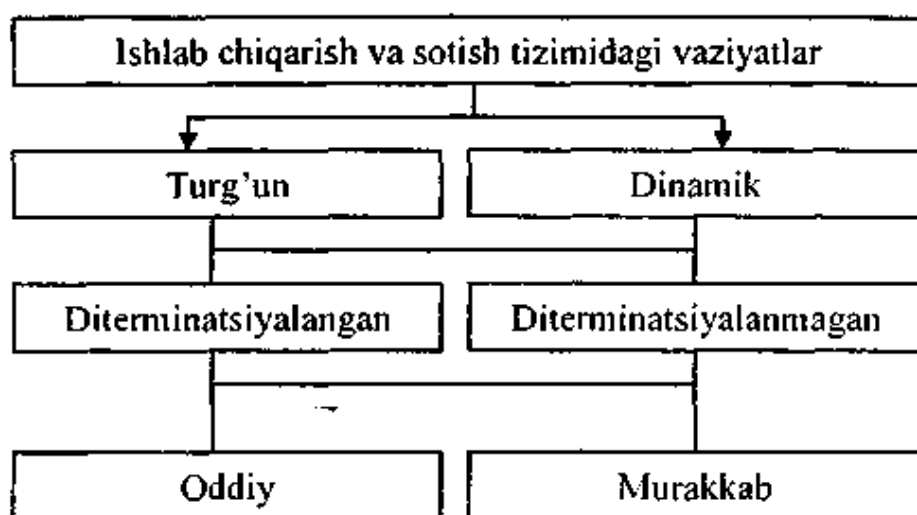 Ishlab chiqarish va sotish tizimidagi vaziyatlar
Turg'un
Dinamik
Diterminatsiyalangan
Diterminatsiyalanmagan
Oddiy
Murakkab